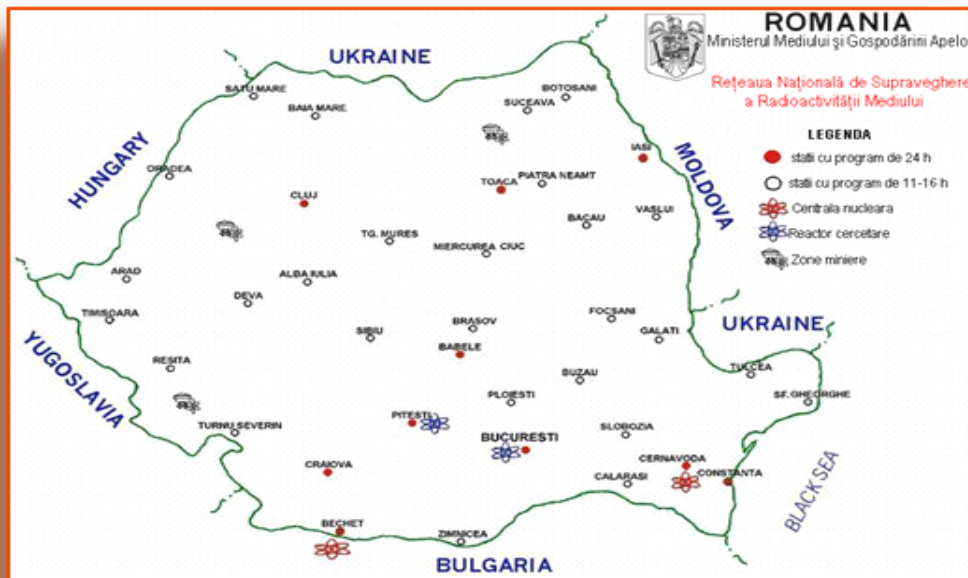 ROMANIA
Ministerul Mediului şi Gospodăririi Apelo
Reţeaua Naţională de Supraveghere
a Radioactivităţii Mediului
LEGENDA
statii cu program de 24 h
statii cu program de 11-16 h
Centrala nucleara
Reactor cercetare
Zone miniere
UKRAINE
HUNGARY
MOLDOVA
UKRAINE
YUGOSLAVIA
BULGARIA
BLACK SEA
SATU MARE
BAIA MARE
BOTOSANI
SUCEAVA
IASI
ORADEA
CLUJ
TOACA
PIATRA NEAMT
VASLUI
BACAU
TG. MURES
MIERCUREA CIUC
ARAD
ALBA IULIA
DEVA
TIMISOARA
SIBIU
BRASOV
BABELE
FOCSANI
GALATI
RESITA
BUZAU
TULCEA
SF. GHEORGHE
PLOIESTI
PITESTI
TURNU SEVERIN
BUCURESTI
SLOBOZIA
CRAIOVA
CERNAVODA
CONSTANTA
CALARASI
BECHET
ZIMNICEA